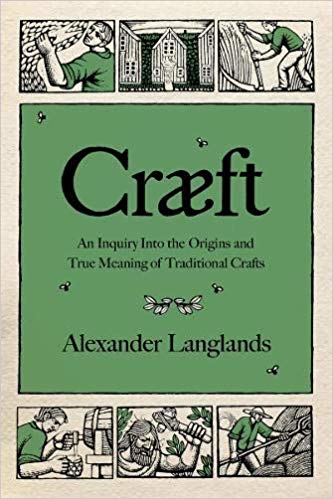 Cræft
An Inquiry Into the Origins and
True Meaning of Traditional Crafts
Alexander Langlands